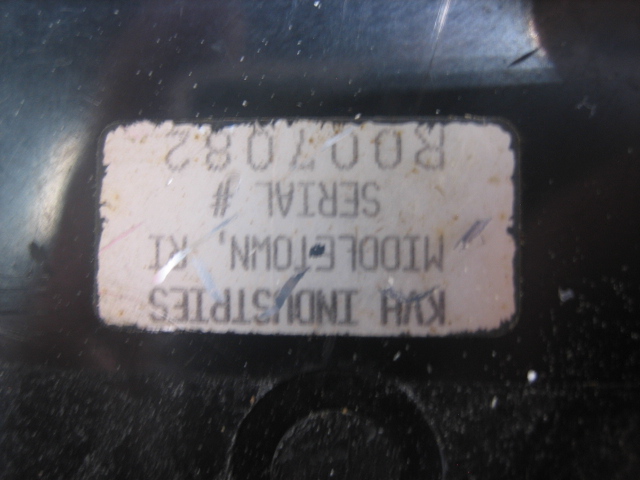 KVH INDUSTRIES
MIDDLETOWN, RI
SERIAL #
R007082